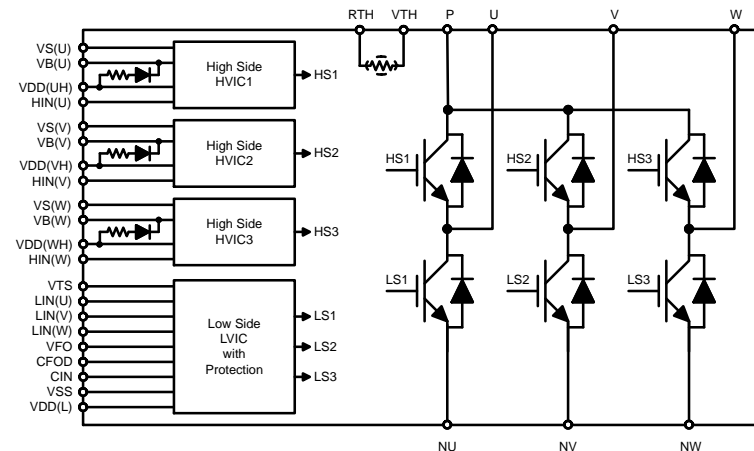 RTH VTH P U V W
VS(U)
VB(U)
VDD(UH)
HIN(U)
High Side
HVIC1
HS1
VS(V)
VB(V)
VDD(VH)
HIN(V)
High Side
HVIC2
HS2
VS(W)
VB(W)
VDD(WH)
HIN(W)
High Side
HVIC3
HS3
VTS
LIN(U)
LIN(V)
LIN(W)
VFO
CFOD
CIN
VSS
VDD(L)
Low Side
LVIC
with
Protection
LS1
LS2
LS3
HS1 HS2 HS3
LS1 LS2 LS3
NU NV NW